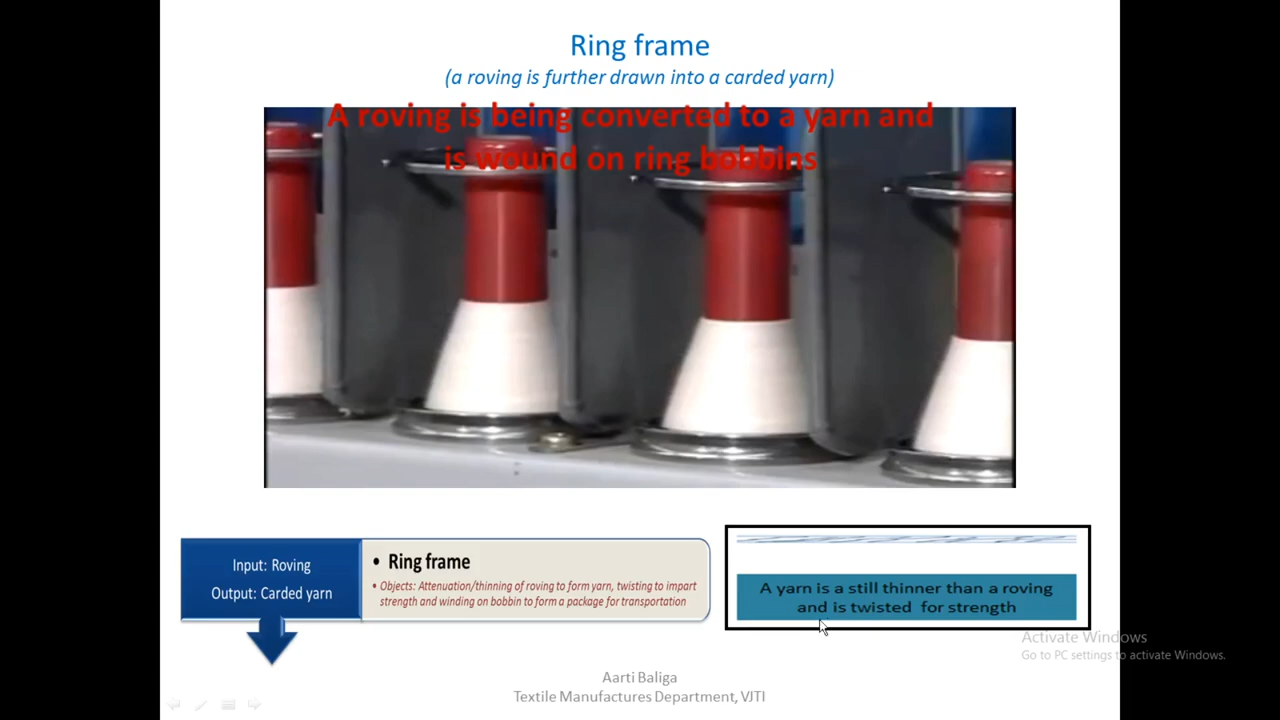 Ring frame
(a roving is further drawn into a carded yarn)
A roving is being converted to a yarn and
is wound on ring bobbins
Input: Roving
Output: Carded yarn
• Ring frame
• Objects: Attenuation/thinning of roving to form yarn, twisting to impart
strength and winding on bobbin to form a package for transportation
A yarn is a still thinner than a roving
and is twisted for strength
Activate Windows
Go to PC settings to activate Windows.
Aarti Baliga
Textile Manufactures Department, VJTI